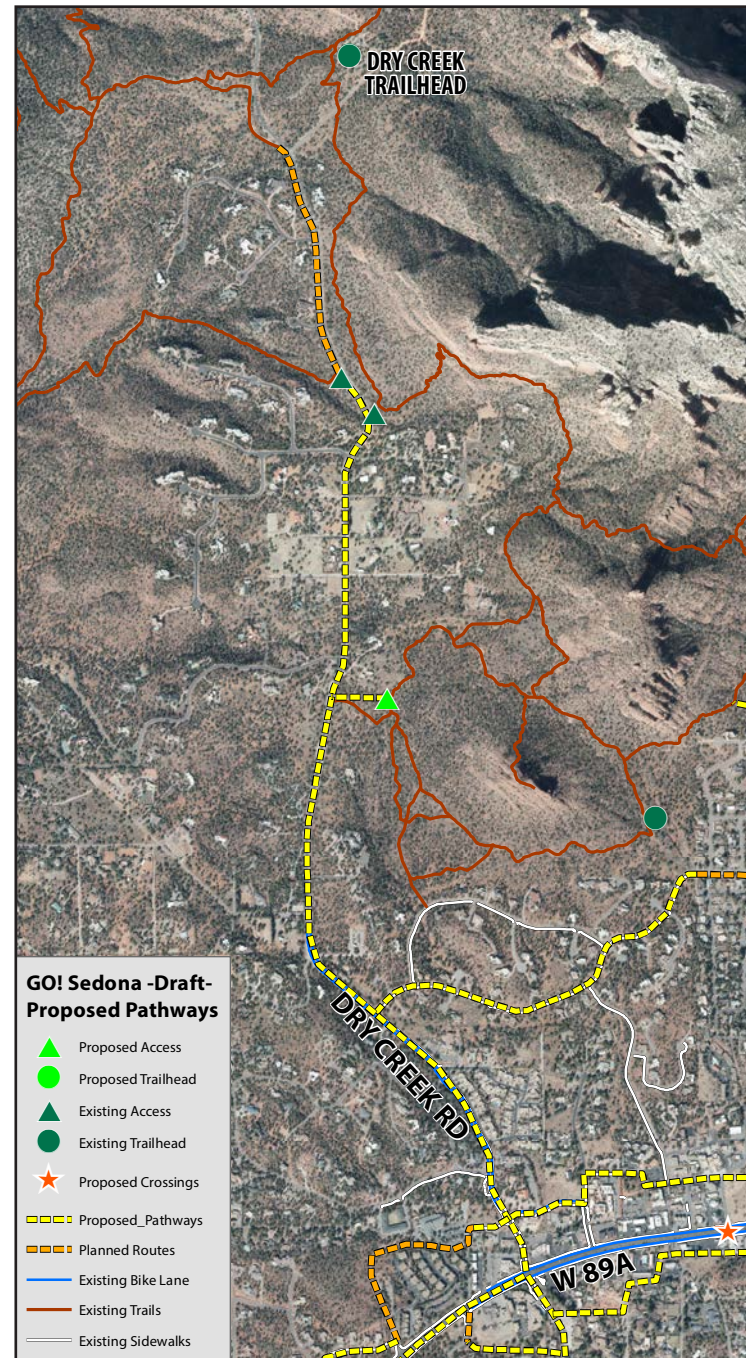 DRY CREEK
TRAILHEAD
DRY CREEK RD
W 89A
GO! Sedona -Draft-
Proposed Pathways
Proposed Access
Proposed Trailhead
Existing Access
Existing Trailhead
Proposed Crossings
Proposed_Pathways
Planned Routes
Existing Bike Lane
Existing Trails
Existing Sidewalks